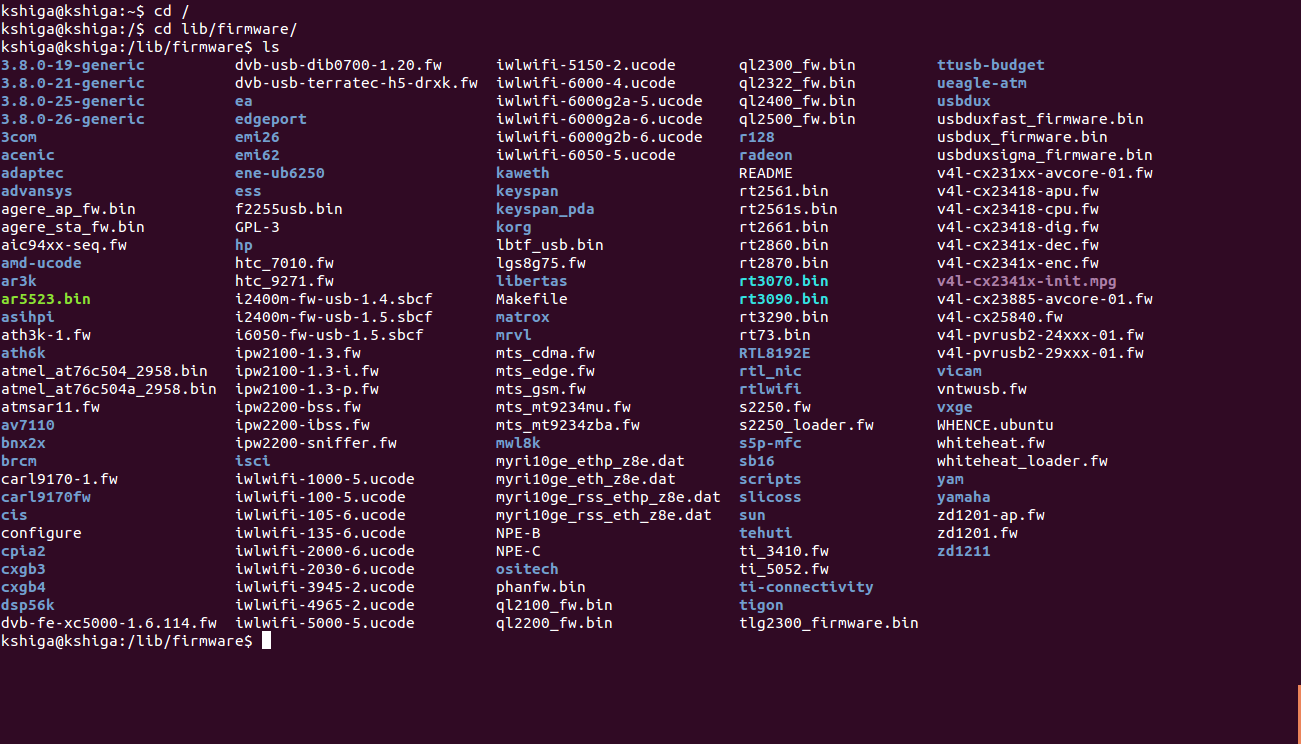 kshiga@kshiga:~$ cd /
kshiga@kshiga:/$ cd lib/firmware/
kshiga@kshiga:/lib/firmware$ ls
3.8.0-19-generic dvb-usb-dib0700-1.20.fw iwlwifi-5150-2.ucode ql2300_fw.bin ttusb-budget
3.8.0-21-generic dvb-usb-terratec-h5-drxk.fw iwlwifi-6000-4.ucode ql2322_fw.bin ueagle-atm
3.8.0-25-generic ea iwlwifi-6000g2a-5.ucode ql2400_fw.bin usbdux
3.8.0-26-generic edgeport iwlwifi-6000g2a-6.ucode ql2500_fw.bin usbduxfast_firmware.bin
3com emi26 iwlwifi-6000g2b-6.ucode r128 usbdux_firmware.bin
acenic emi62 iwlwifi-6050-5.ucode radeon usbduxsigma_firmware.bin
adaptec ene-ub6250 kaweth README v4l-cx231xx-avcore-01.fw
advansys ess keyspan rt2561.bin v4l-cx23418-apu.fw
agere_ap_fw.bin f2255usb.bin keyspan_pda rt2561s.bin v4l-cx23418-cpu.fw
agere_sta_fw.bin GPL-3 korg rt2661.bin v4l-cx23418-dig.fw
aic94xx-seq.fw hp lbtf_usb.bin rt2860.bin v4l-cx2341x-dec.fw
amd-ucode htc_7010.fw lgs8g75.fw rt2870.bin v4l-cx2341x-enc.fw
ar3k htc_9271.fw libertas rt3070.bin v4l-cx2341x-init.mpg
ar5523.bin i2400m-fw-usb-1.4.sbcf Makefile rt3090.bin v4l-cx23885-avcore-01.fw
asihpi i2400m-fw-usb-1.5.sbcf matrox rt3290.bin v4l-cx25840.fw
ath3k-1.fw i6050-fw-usb-1.5.sbcf mrvl rt73.bin v4l-pvrusb2-24xxx-01.fw
ath6k ipw2100-1.3.fw mts_cdma.fw RTL8192E v4l-pvrusb2-29xxx-01.fw
atmel_at76c504_2958.bin ipw2100-1.3-i.fw mts_edge.fw rtl_nic vicam
atmel_at76c504a_2958.bin ipw2100-1.3-p.fw mts_gsm.fw rtlwifi vntwusb.fw
atmsar11.fw ipw2200-bss.fw mts_mt9234mu.fw s2250.fw vxge
av7110 ipw2200-ibss.fw mts_mt9234zba.fw s2250_loader.fw WHENCE.ubuntu
bnx2x ipw2200-sniffer.fw mwl8k s5p-mfc whiteheat.fw
brcm isci myri10ge_ethp_z8e.dat sb16 whiteheat_loader.fw
carl9170-1.fw iwlwifi-1000-5.ucode myri10ge_eth_z8e.dat scripts yam
carl9170fw iwlwifi-100-5.ucode myri10ge_rss_ethp_z8e.dat slicoss yamaha
cis iwlwifi-105-6.ucode myri10ge_rss_eth_z8e.dat sun zd1201-ap.fw
configure iwlwifi-135-6.ucode NPE-B tehuti zd1201.fw
cpia2 iwlwifi-2000-6.ucode NPE-C ti_3410.fw zd1211
cxgb3 iwlwifi-2030-6.ucode ositech ti_5052.fw
cxgb4 iwlwifi-3945-2.ucode phanfw.bin ti-connectivity
dsp56k iwlwifi-4965-2.ucode ql2100_fw.bin tigon
dvb-fe-xc5000-1.6.114.fw iwlwifi-5000-5.ucode ql2200_fw.bin tlg2300_firmware.bin
kshiga@kshiga:/lib/firmware$